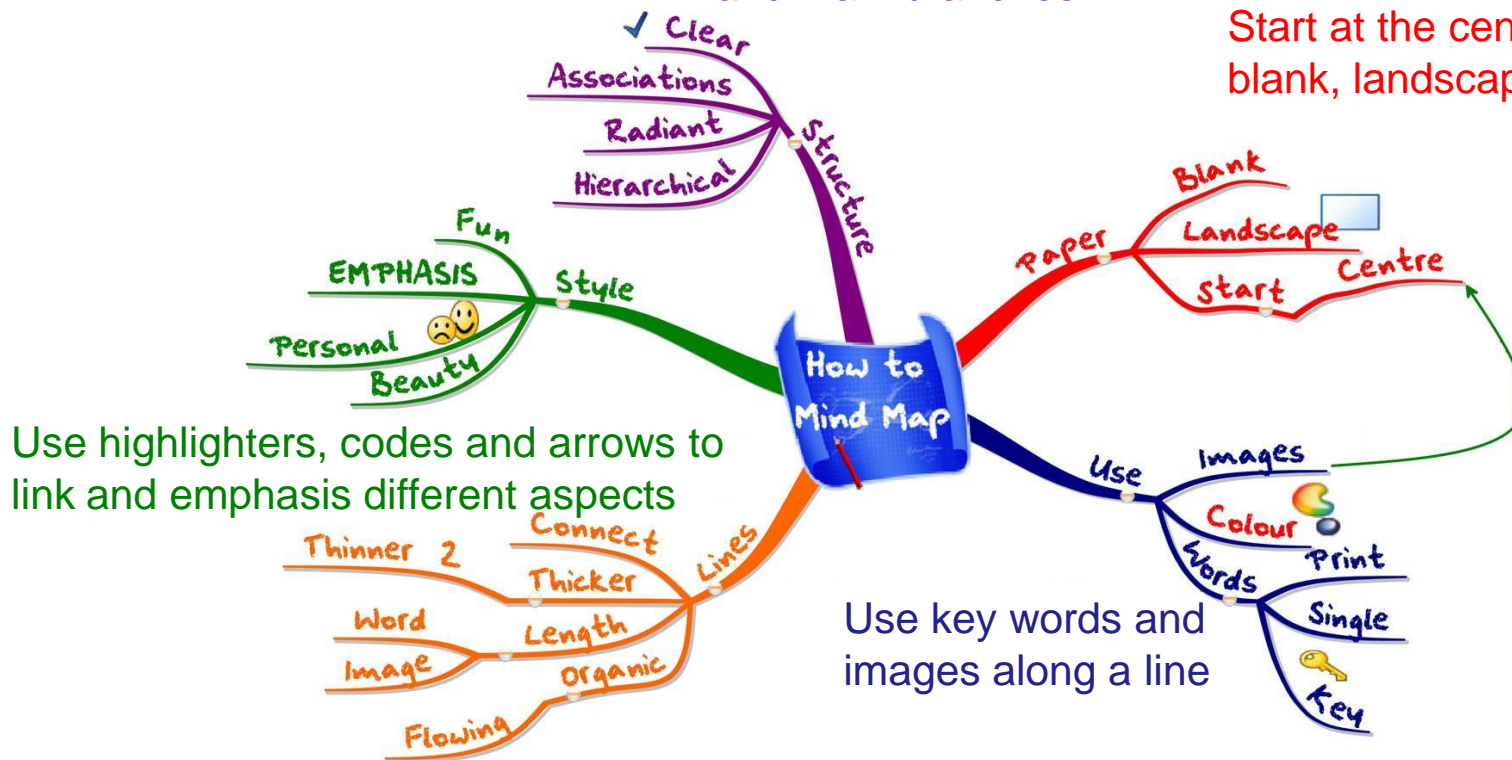 Start at the cen
blank, landscap
Clear
Associations
Radiant
Hierarchical
Structure
Blank
Landscape
Paper
Start
Centre
Fun
EMPHASIS
Style
Personal
Beauty
How to
Mind Map
Use highlighters, codes and arrows to
link and emphasis different aspects
Use
Images
Colour
Words
Print
Single
Key
Connect
Lines
Thinner 2
Thicker
Word
Length
Image
Organic
Flowing
Use key words and
images along a line